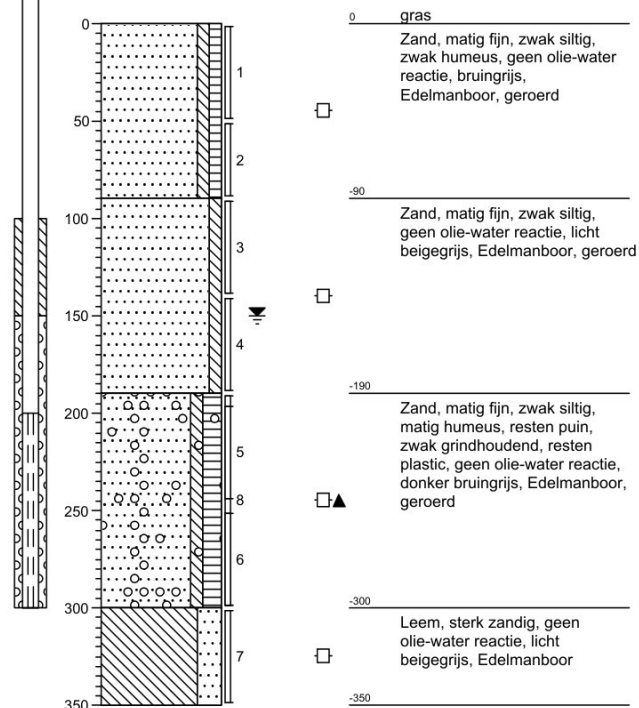 0 gras
0
Zand, matig fijn, zwak siltig,
zwak humeus, geen olie-water
reactie, bruingrijs,
Edelmanboor, geroerd
1
50
2
-90
100
Zand, matig fijn, zwak siltig,
geen olie-water reactie, licht
beigegrijs, Edelmanboor, geroerd
3
150
4
-190
200
Zand, matig fijn, zwak siltig,
matig humeus, resten puin,
zwak grindhoudend, resten
plastic, geen olie-water reactie,
donker bruingrijs, Edelmanboor,
geroerd
5
8
250
6
300
-300
Leem, sterk zandig, geen
olie-water reactie, licht
beigegrijs, Edelmanboor
7
350
-350